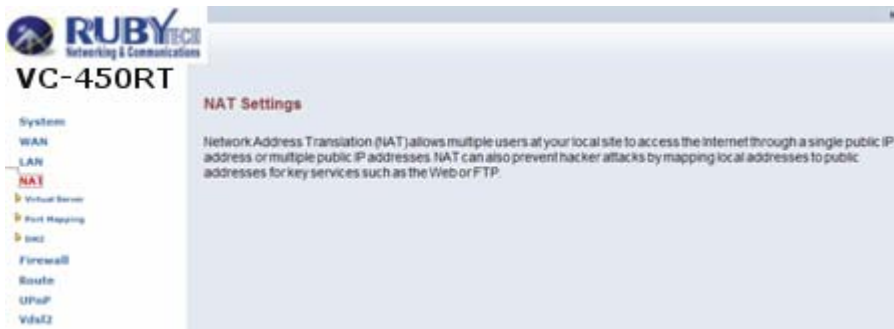 RUBYTECH
Networking & Communications
VC-450RT
System
WAN
LAN
NAT
Virtual Server
Port Mapping
DMZ
Firewall
Route
UPnP
Vdsl2
NAT Settings
Network Address Translation (NAT) allows multiple users at your local site to access the Internet through a single public IP
address or multiple public IP addresses. NAT can also prevent hacker attacks by mapping local addresses to public
addresses for key services such as the Web or FTP.